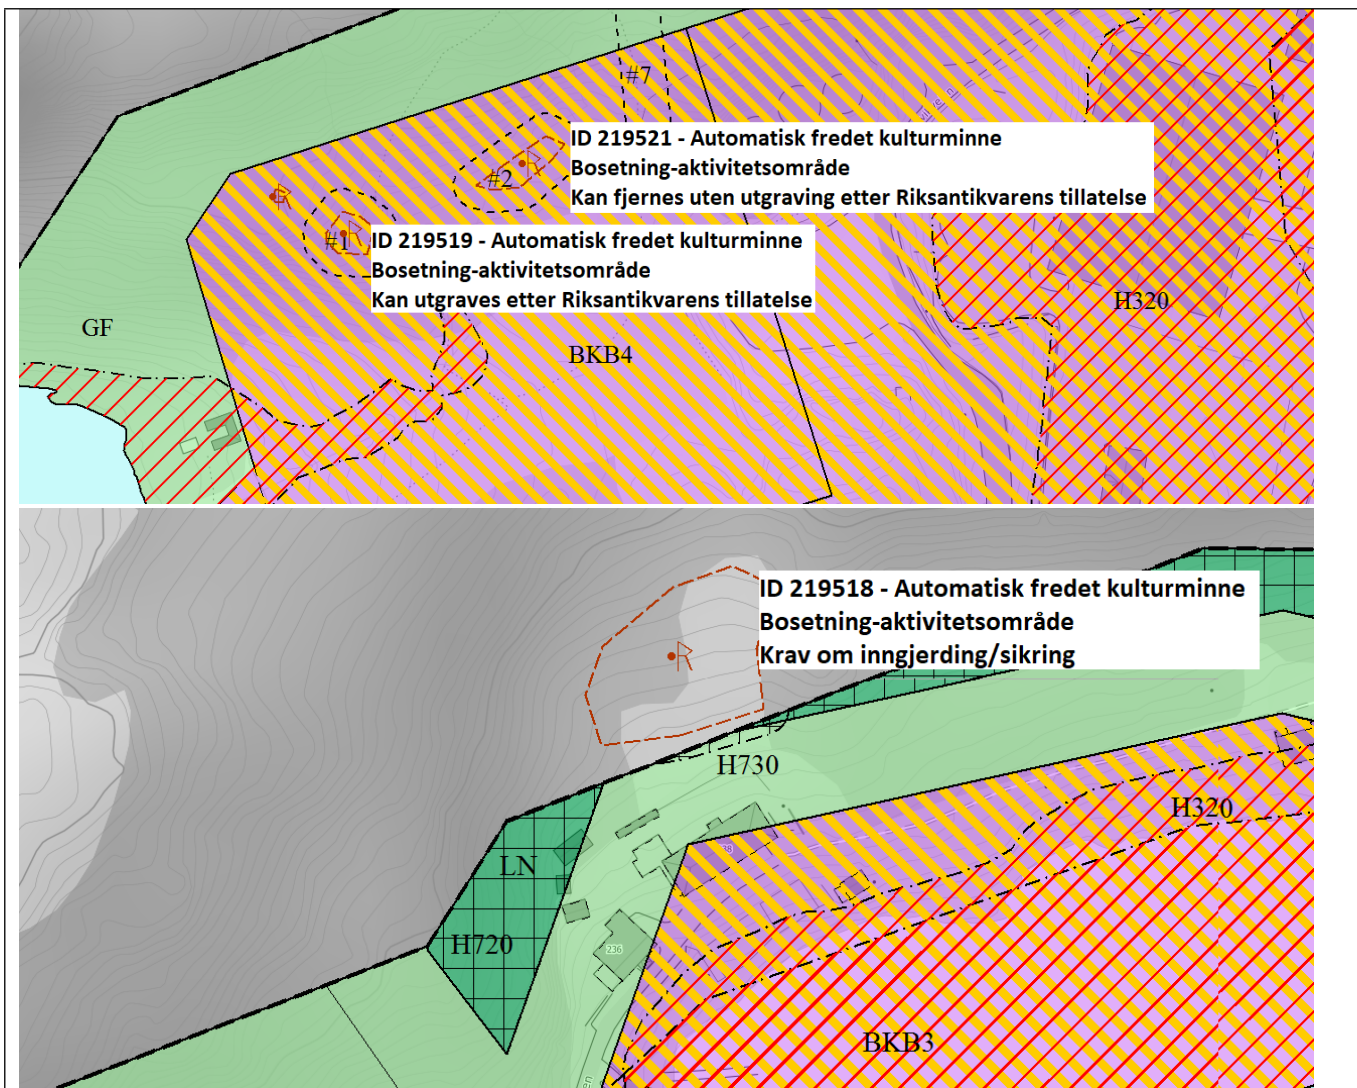 #7
ID 219521 - Automatisk fredet kulturminne
Bosetning-aktivitetsområde
Kan fjernes uten utgraving etter Riksantikvarens tillatelse
#2
R
R
#1
R
ID 219519 - Automatisk fredet kulturminne
Bosetning-aktivitetsområde
Kan utgraves etter Riksantikvarens tillatelse
H320
GF
BKB4
ID 219518 - Automatisk fredet kulturminne
Bosetning-aktivitetsområde
Krav om inngjerding/sikring
R
H730
H320
LN
H720
236
BKB3